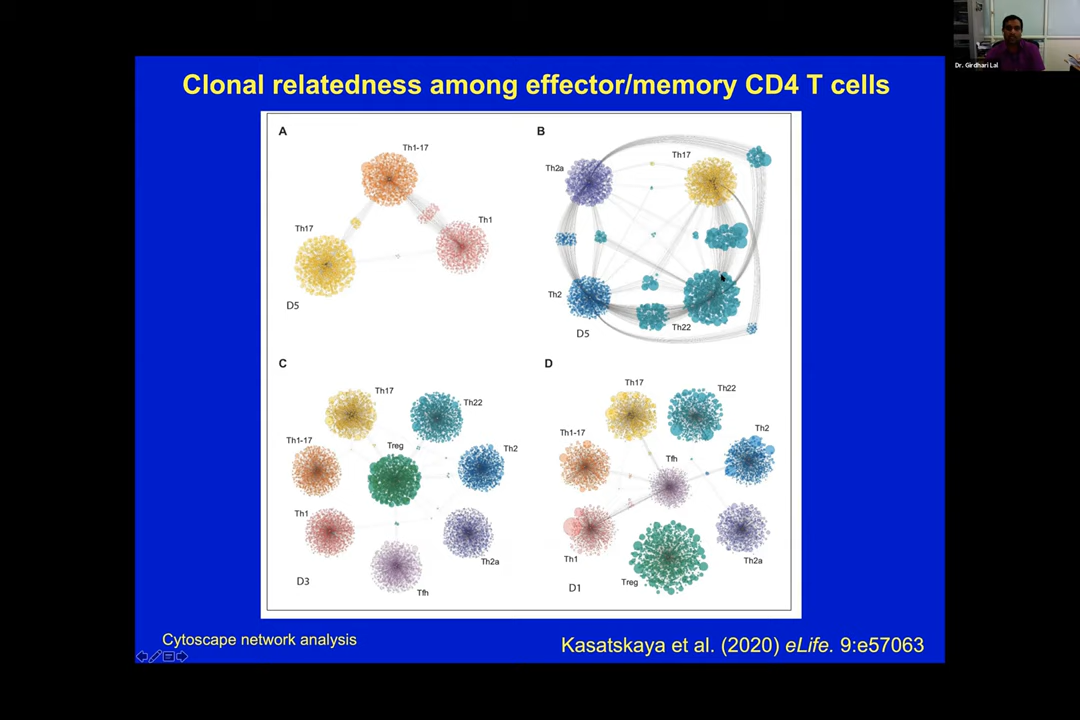 Dr. Girdhari Lal
Clonal relatedness among effector/memory CD4 T cells
A
Th1-17
Th17
Th1
D5
B
Th2a
Th17
Th2
Th22
D5
C
Th17
Th22
Th1-17
Treg
Th2
Th1
Th2a
D3
Tfh
D
Th17
Th22
Th1-17
Th2
Tfh
Th1
Th2a
Treg
D1
Cytoscape network analysis
Kasatskaya et al. (2020) eLife. 9:e57063